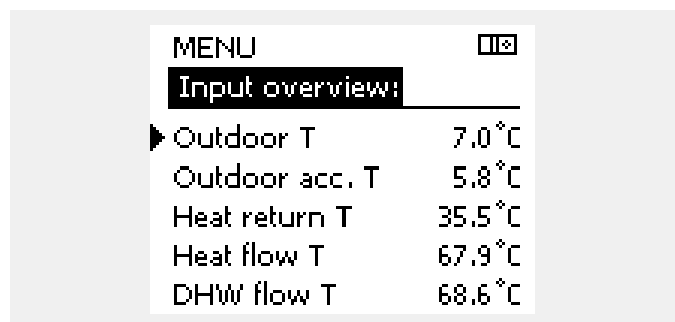 MENU
Input overview:
Outdoor T 7.0°C
Outdoor acc. T 5.8°C
Heat return T 35.5°C
Heat flow T 67.9°C
DHW flow T 68.6°C